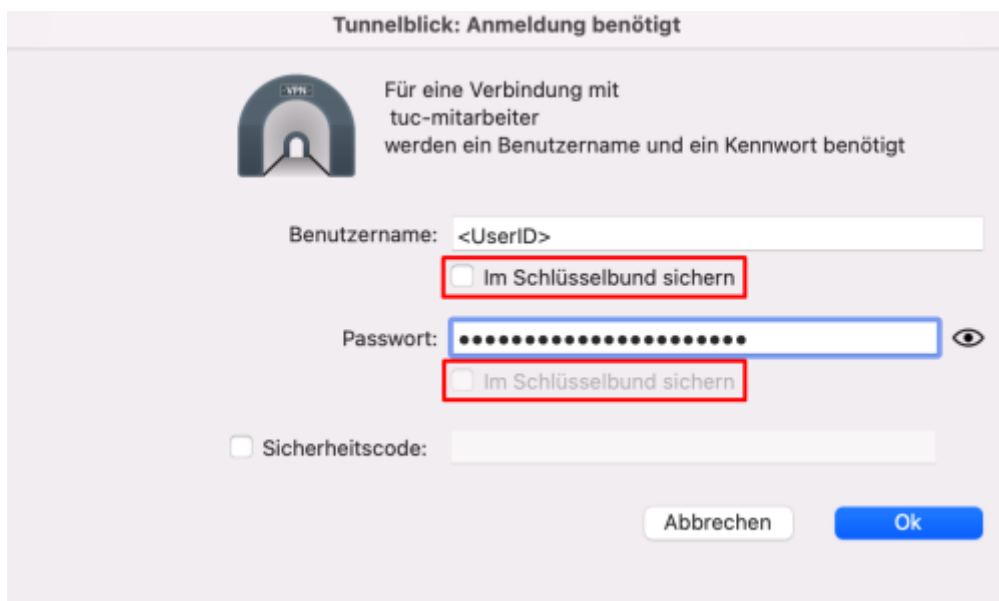 Tunnelblick: Anmeldung benötigt
VPN
Für eine Verbindung mit
tuc-mitarbeiter
werden ein Benutzername und ein Kennwort benötigt
Benutzername: <UserID>
Im Schlüsselbund sichern
Passwort: ••••••••••••••••••••••
Im Schlüsselbund sichern
Sicherheitscode:
Abbrechen Ok